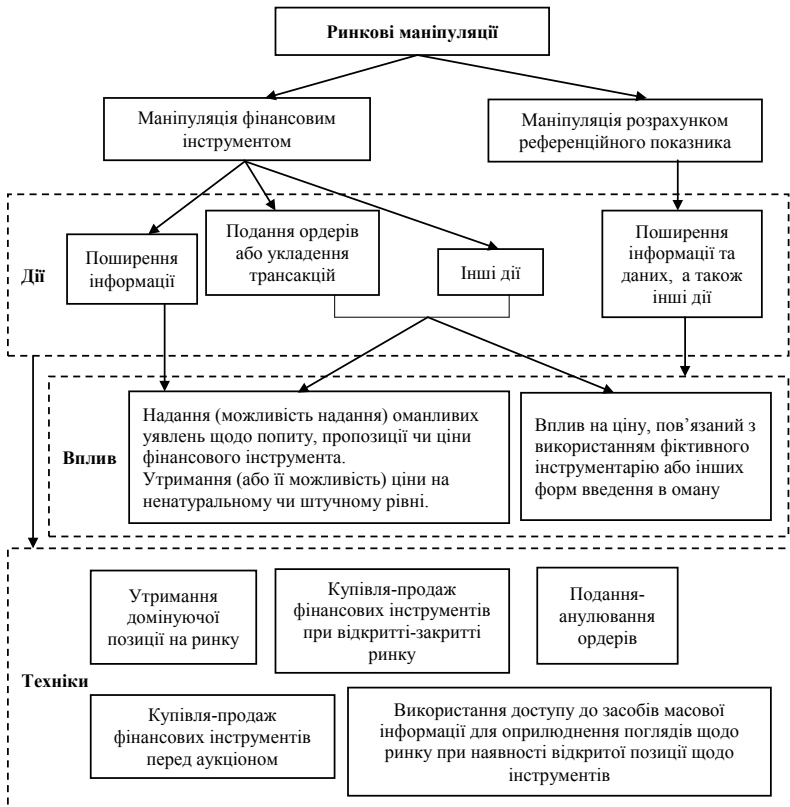 Ринкові маніпуляції
Маніпуляція фінансовим
інструментом
Маніпуляція розрахунком
референційного показника
Дії
Поширення
інформації
Подання ордерів
або укладення
трансакцій
Інші дії
Поширення
інформації та
даних, а також
інші дії
Вплив
Надання (можливість надання) оманливих
уявлень щодо попиту, пропозиції чи ціни
фінансового інструмента.
Утримання (або її можливість) ціни на
ненатуральному чи штучному рівні.
Вплив на ціну, пов’язаний з
використанням фіктивного
інструментарію або інших
форм введення в оману
Техніки
Утримання
домінуючої
позиції на ринку
Купівля-продаж
фінансових інструментів
при відкритті-закритті
ринку
Подання-
анулювання
ордерів
Купівля-продаж
фінансових інструментів
перед аукціоном
Використання доступу до засобів масової
інформації для оприлюднення поглядів щодо
ринку при наявності відкритої позиції щодо
інструментів